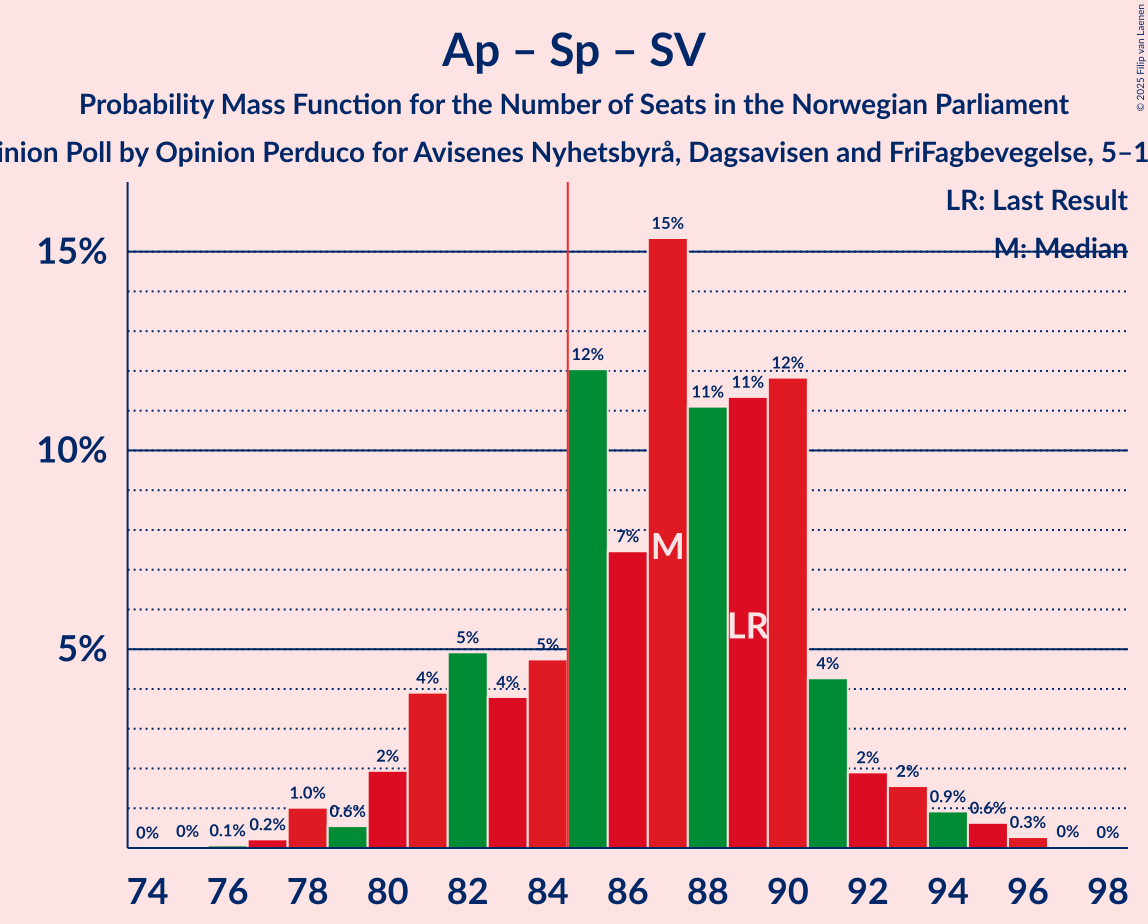 Ap – Sp – SV
Probability Mass Function for the Number of Seats in the Norwegian Parliament
inion Poll by Opinion Perduco for Avisenes Nyhetsbyrå, Dagsavisen and FriFagbevegelse, 5–1
© 2025 Filip van Laenen
LR: Last Result
M: Median
15%
10%
5%
0% 0% 0.1% 0.2% 1.0% 0.6% 2% 4% 5% 4% 5% 12% 7% 15% 11% 11% 12% 4% 2% 2% 0.9% 0.6% 0.3% 0% 0%
M
LR
74 76 78 80 82 84 86 88 90 92 94 96 98